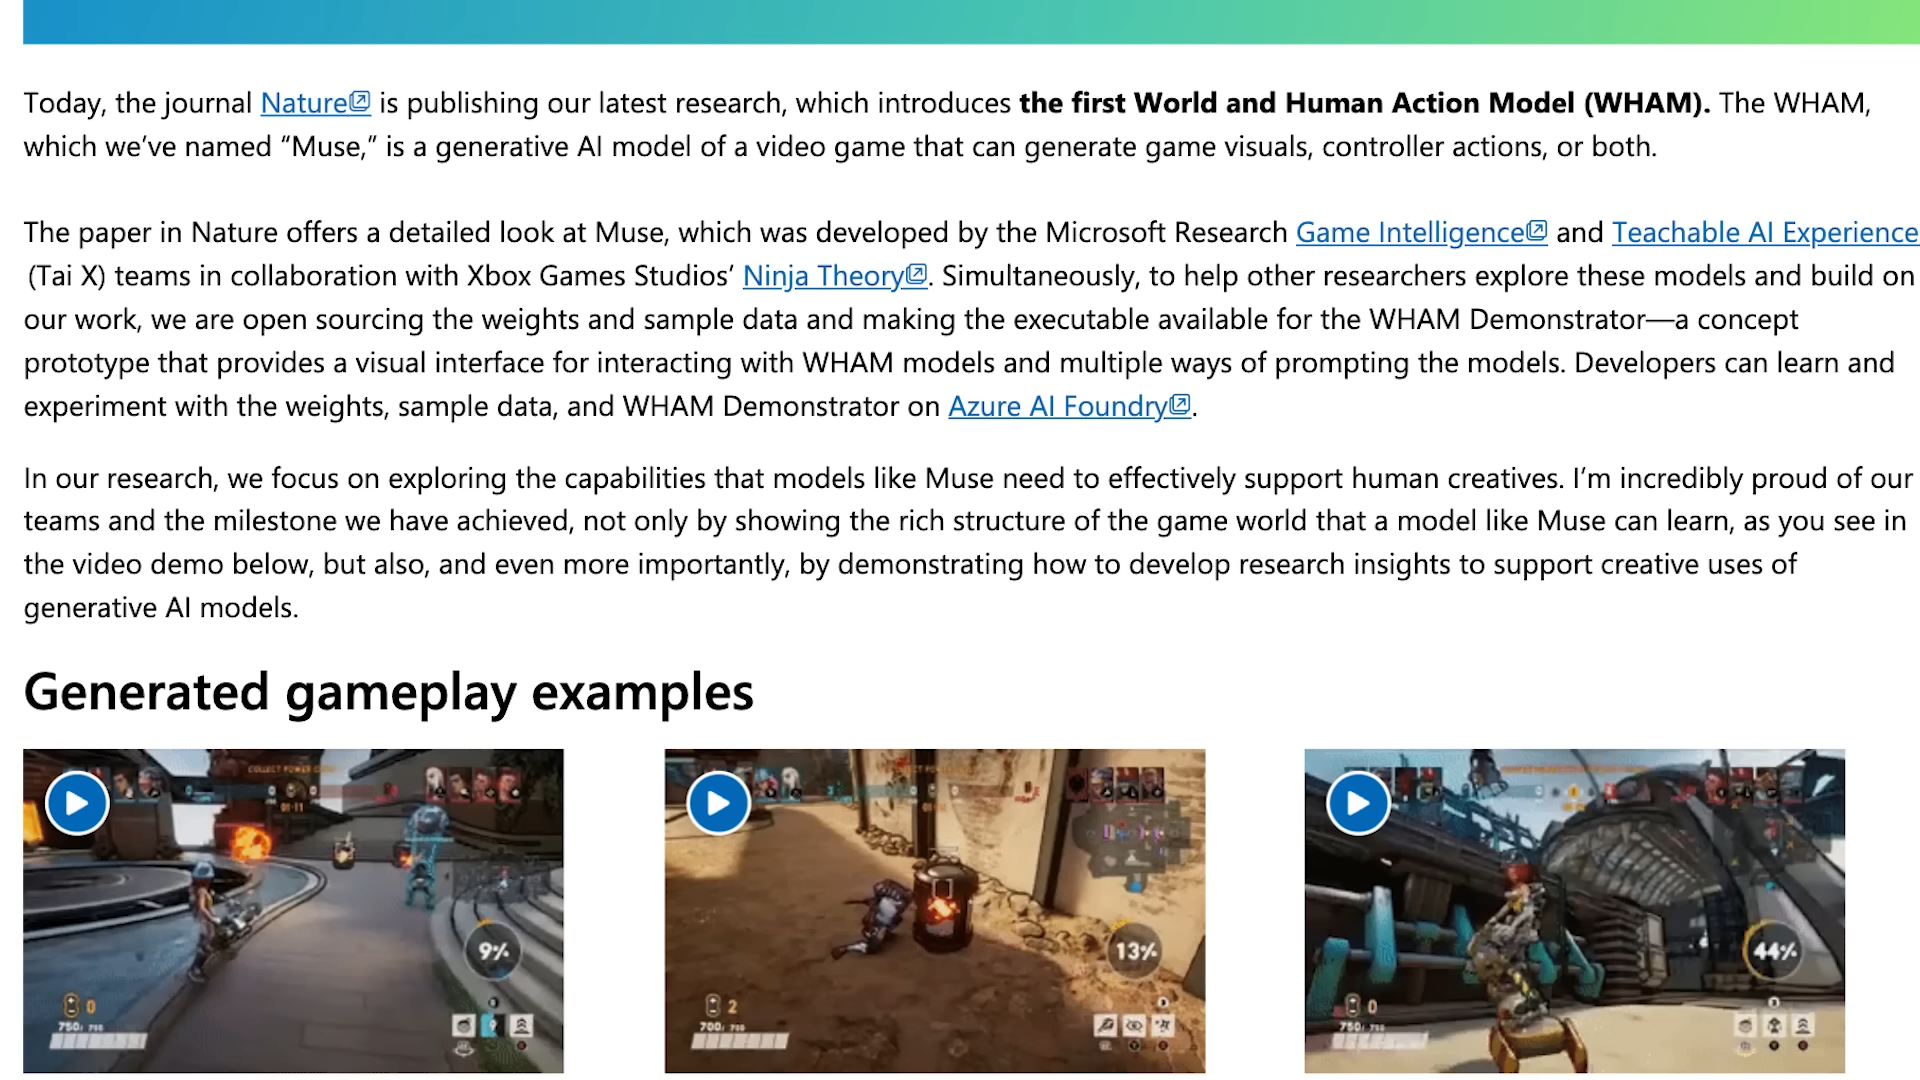 Today, the journal Nature is publishing our latest research, which introduces the first World and Human Action Model (WHAM). The WHAM,
which we’ve named “Muse,” is a generative AI model of a video game that can generate game visuals, controller actions, or both.
The paper in Nature offers a detailed look at Muse, which was developed by the Microsoft Research Game Intelligence and Teachable AI Experience
(Tai X) teams in collaboration with Xbox Games Studios’ Ninja Theory. Simultaneously, to help other researchers explore these models and build on
our work, we are open sourcing the weights and sample data and making the executable available for the WHAM Demonstrator—a concept
prototype that provides a visual interface for interacting with WHAM models and multiple ways of prompting the models. Developers can learn and
experiment with the weights, sample data, and WHAM Demonstrator on Azure AI Foundry.
In our research, we focus on exploring the capabilities that models like Muse need to effectively support human creatives. I’m incredibly proud of our
teams and the milestone we have achieved, not only by showing the rich structure of the game world that a model like Muse can learn, as you see in
the video demo below, but also, and even more importantly, by demonstrating how to develop research insights to support creative uses of
generative AI models.
Generated gameplay examples
9%
0
750
13%
2
700
44%
0
750